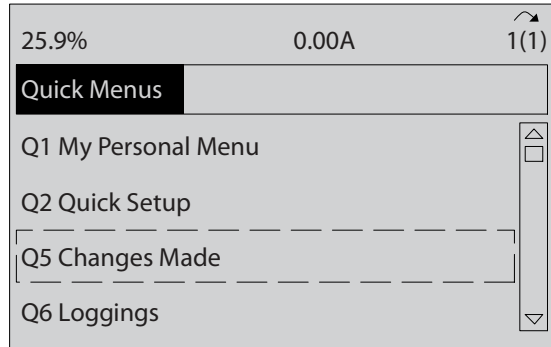 25.9% 0.00A 1(1)
Quick Menus
Q1 My Personal Menu
Q2 Quick Setup
Q5 Changes Made
Q6 Loggings